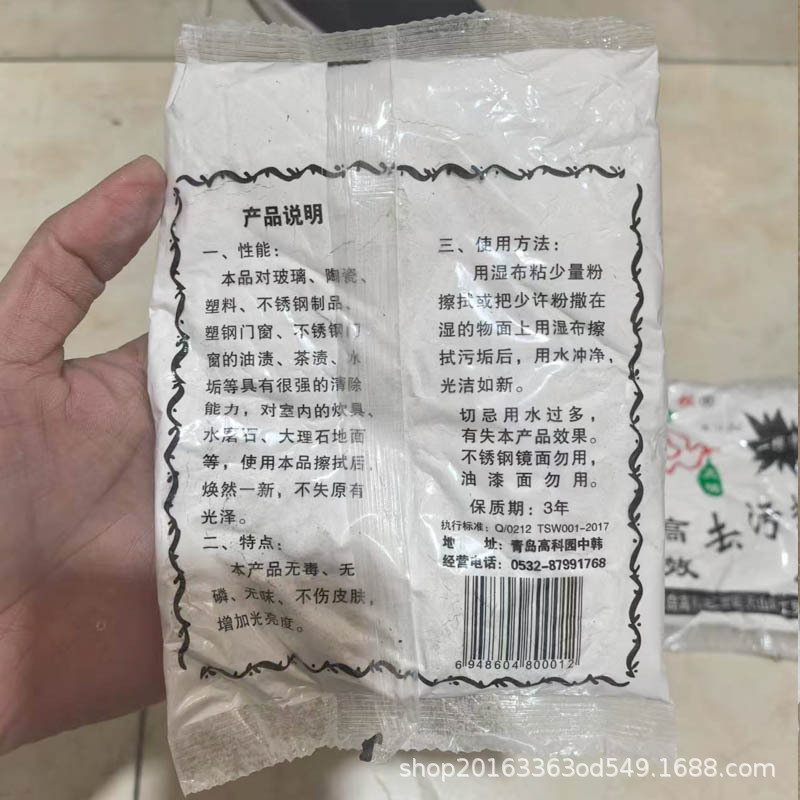 产品说明
一、性能：
本品对玻璃、陶瓷、
塑料、不锈钢制品、
塑钢门窗、不锈钢门
窗的油渍、茶渍、水
垢等具有很强的清除
能力，对室内的炊具、
水磨石、大理石地面
等，使用本品擦拭后，
焕然一新，不失原有
光泽。
二、特点：
本产品无毒、无
磷、无味、不伤皮肤，
增加光亮度。
三、使用方法：
用湿布粘少量粉
擦拭或把少许粉撒在
湿的物面上用湿布擦
拭污垢后，用水冲净，
光洁如新。
切忌用水过多，
有失本产品效果。
不锈钢镜面勿用，
油漆面勿用。
保质期：3年
执行标准：Q/0212 TSW001-2017
地 址：青岛高科园中韩
经营电话：0532-87991768
6 948604 800012
高去污
效
shop20163363od549.1688.com